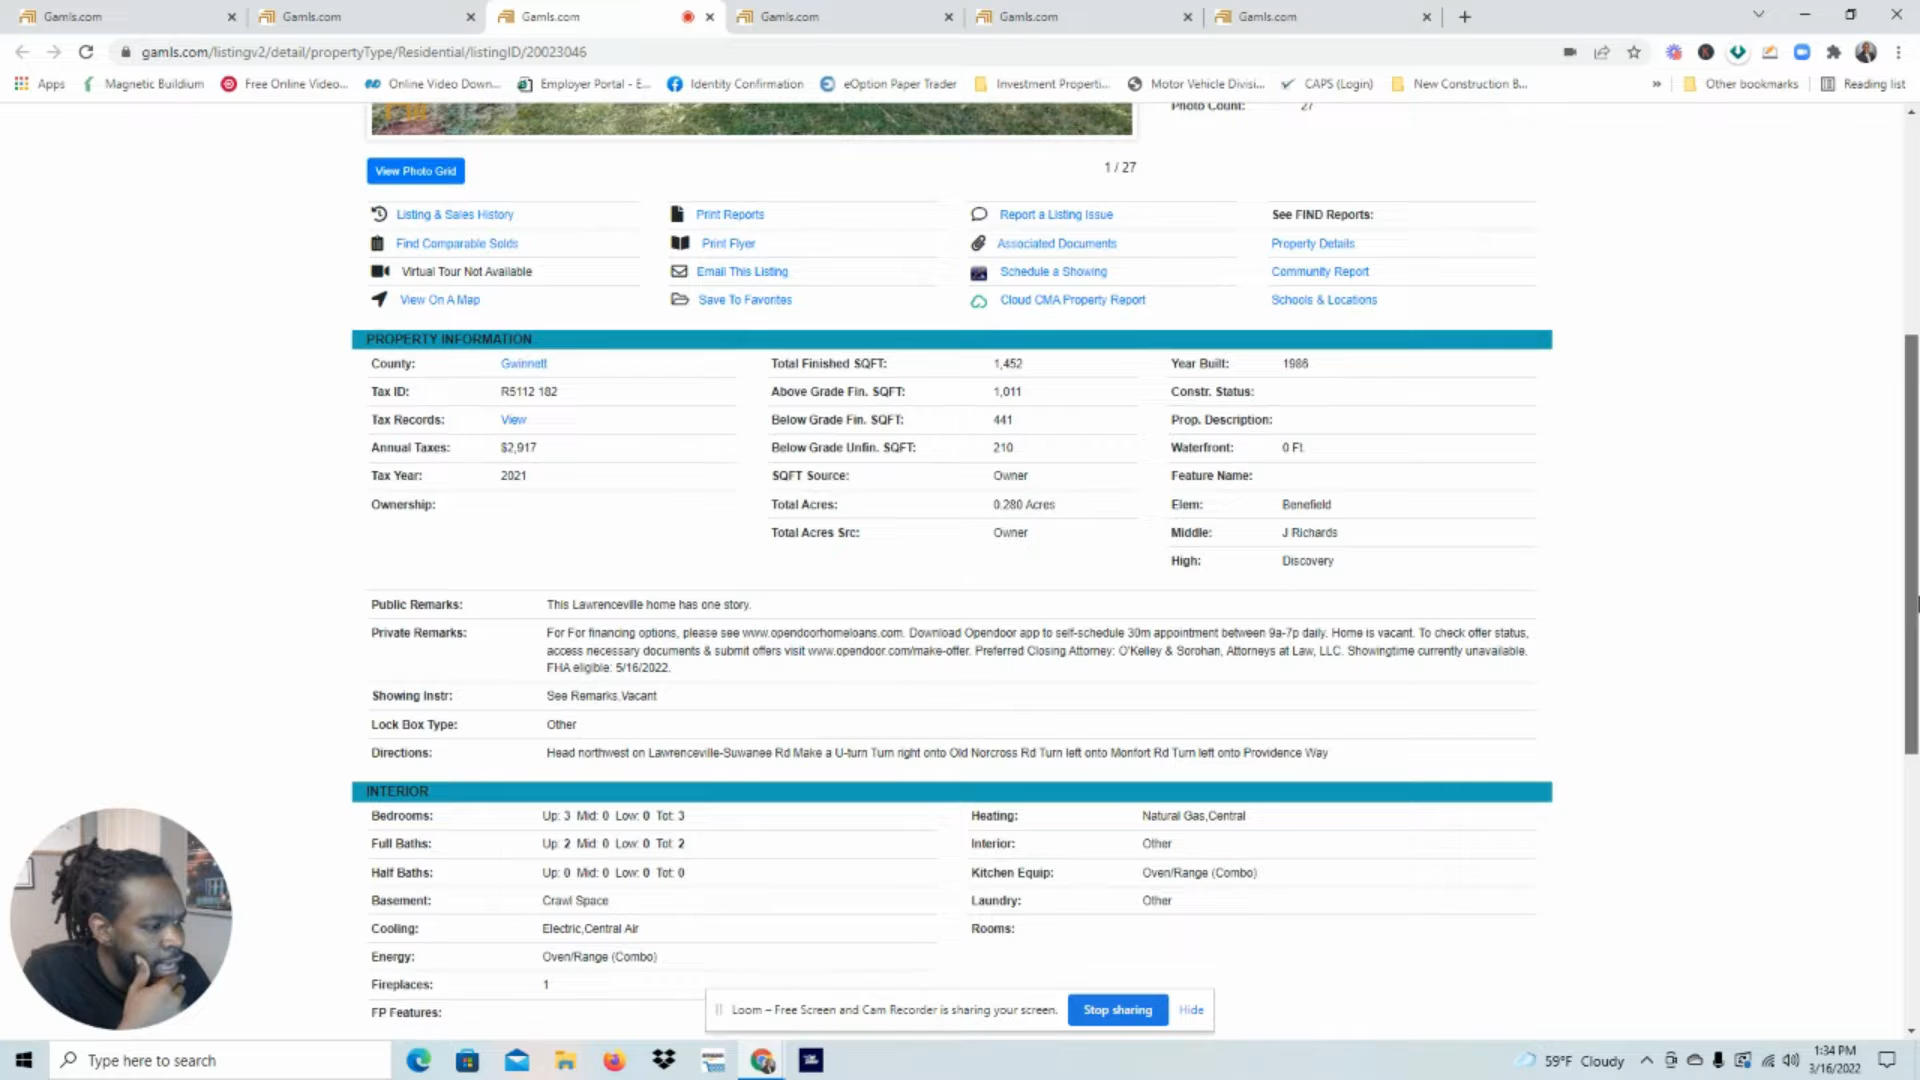 Gamls.com
Gamls.com
Gamls.com
Gamls.com
Gamls.com
Gamls.com
gamls.com/listingv2/detail/propertyType/Residential/listingID/20023046
Apps Magnetic Buildium Free Online Video... Online Video Down... Employer Portal - E... Identity Confirmation eOption Paper Trader Investment Properti... Motor Vehicle Divisi... CAPS (Login) New Construction B... » Other bookmarks Reading list
Photo Count: 27
View Photo Grid 1 / 27
Listing & Sales History Print Reports Report a Listing Issue See FIND Reports:
Find Comparable Solds Print Flyer Associated Documents Property Details
Virtual Tour Not Available Email This Listing Schedule a Showing Community Report
View On A Map Save To Favorites Cloud CMA Property Report Schools & Locations
PROPERTY INFORMATION
County: Gwinnett Total Finished SQFT: 1,452 Year Built: 1986
Tax ID: R5112 182 Above Grade Fin. SQFT: 1,011 Constr. Status:
Tax Records: View Below Grade Fin. SQFT: 441 Prop. Description:
Annual Taxes: $2,917 Below Grade Unfin. SQFT: 210 Waterfront: 0 Ft.
Tax Year: 2021 SQFT Source: Owner Feature Name:
Ownership: Total Acres: 0.280 Acres Elem: Benefield
Total Acres Src: Owner Middle: J Richards
High: Discovery
Public Remarks: This Lawrenceville home has one story.
Private Remarks: For For financing options, please see www.opendoorhomeloans.com. Download Opendoor app to self-schedule 30m appointment between 9a-7p daily. Home is vacant. To check offer status,
access necessary documents & submit offers visit www.opendoor.com/make-offer. Preferred Closing Attorney: O'Kelley & Sorohan, Attorneys at Law, LLC. Showingtime currently unavailable.
FHA eligible: 5/16/2022.
Showing Instr: See Remarks,Vacant
Lock Box Type: Other
Directions: Head northwest on Lawrenceville-Suwanee Rd Make a U-turn Turn right onto Old Norcross Rd Turn left onto Monfort Rd Turn left onto Providence Way
INTERIOR
Bedrooms: Up: 3 Mid: 0 Low: 0 Tot: 3 Heating: Natural Gas,Central
Full Baths: Up: 2 Mid: 0 Low: 0 Tot: 2 Interior: Other
Half Baths: Up: 0 Mid: 0 Low: 0 Tot: 0 Kitchen Equip: Oven/Range (Combo)
Basement: Crawl Space Laundry: Other
Cooling: Electric,Central Air Rooms:
Energy: Oven/Range (Combo)
Fireplaces: 1
FP Features:
Loom – Free Screen and Cam Recorder is sharing your screen. Stop sharing Hide
Type here to search
59°F Cloudy
1:34 PM
3/16/2022